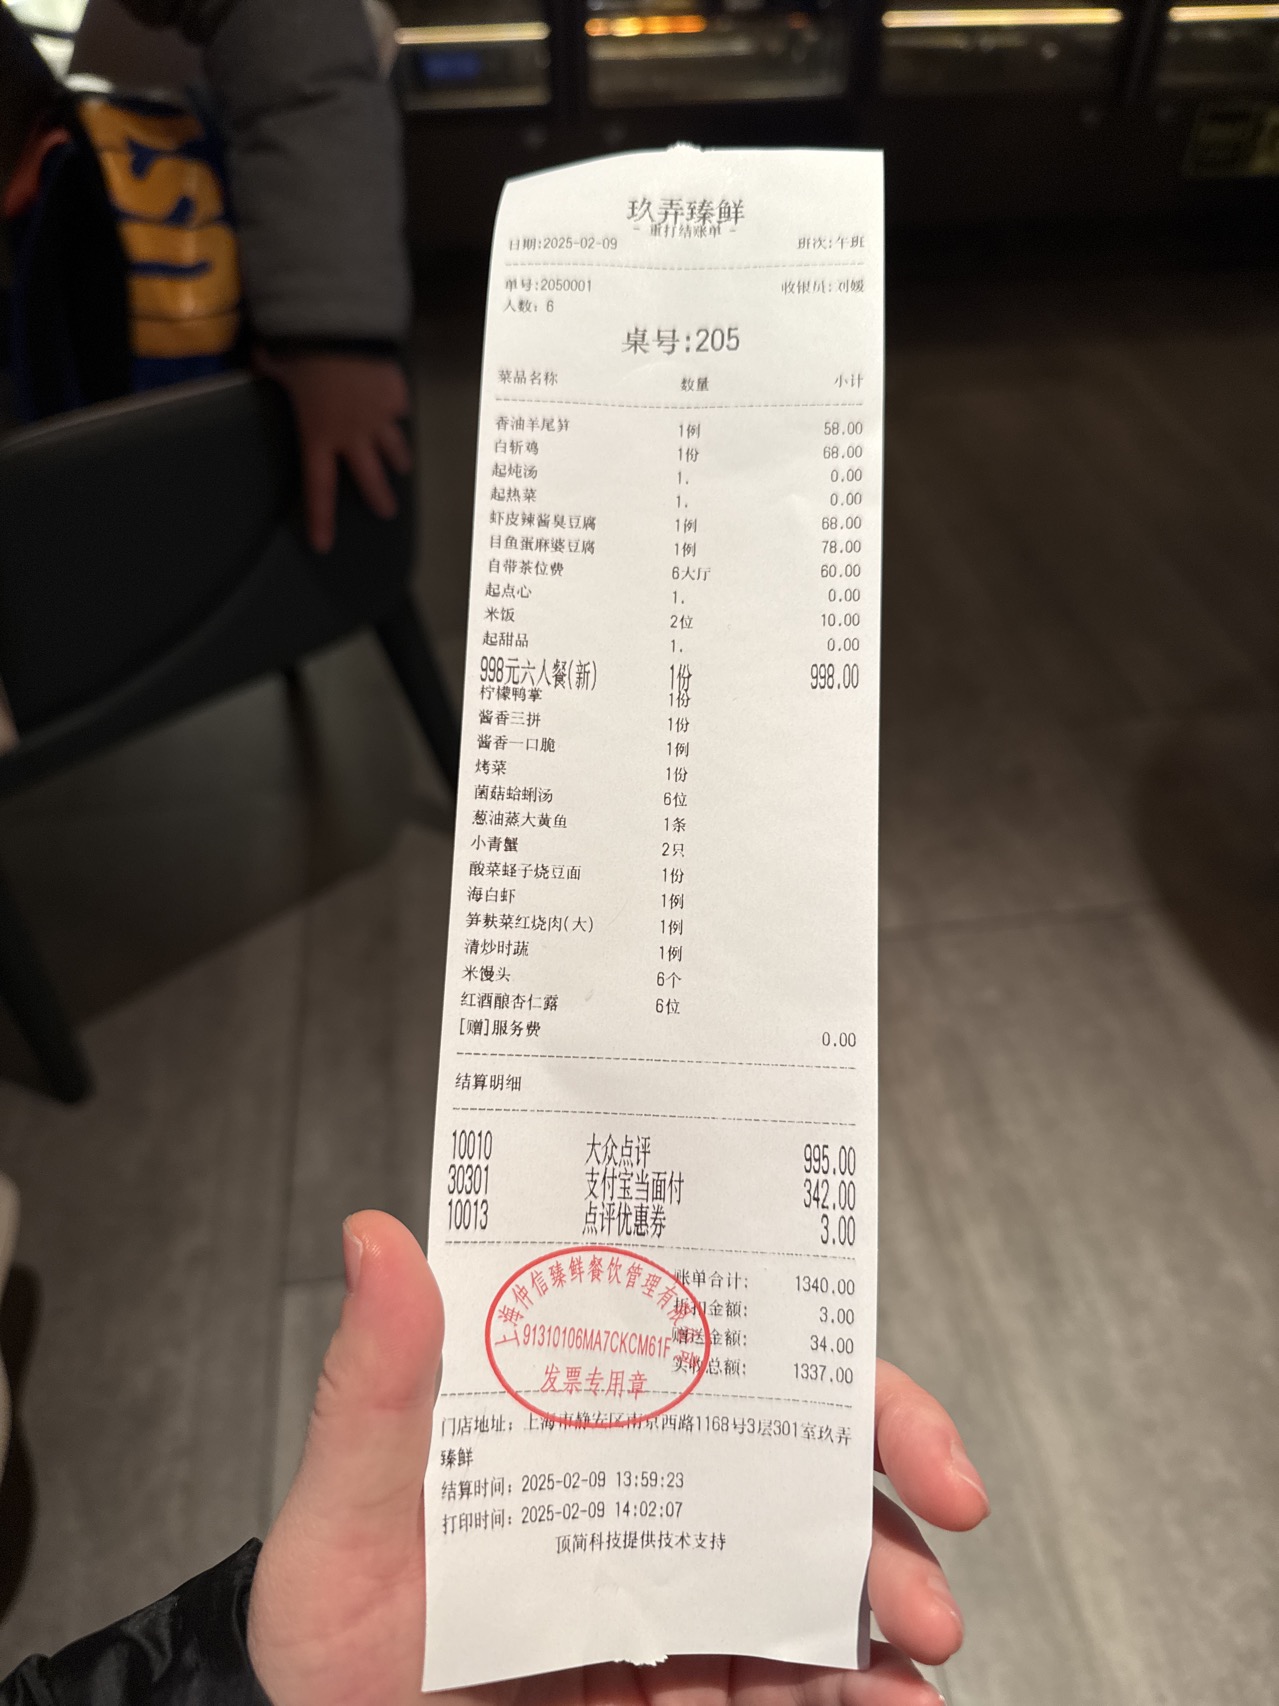 玖弄臻鲜
- 重打结账单 -
日期:2025-02-09 班次:午班
单号:2050001 收银员:刘媛
人数: 6
桌号:205
菜品名称 数量 小计
香油羊尾笋 1例 58.00
白斩鸡 1份 68.00
起炖汤 1. 0.00
起热菜 1. 0.00
虾皮辣酱臭豆腐 1例 68.00
目鱼蛋麻婆豆腐 1例 78.00
自带茶位费 6大厅 60.00
起点心 1. 0.00
米饭 2位 10.00
起甜品 1. 0.00
998元六人餐(新) 1份 998.00
柠檬鸭掌 1份
酱香三拼 1份
酱香一口脆 1例
烤菜 1份
菌菇蛤蜊汤 6位
葱油蒸大黄鱼 1条
小青蟹 2只
酸菜蛏子烧豆面 1份
海白虾 1例
笋麸菜红烧肉(大) 1例
清炒时蔬 1例
米馒头 6个
红酒酿杏仁露 6位
[赠]服务费 0.00
结算明细
10010 大众点评 995.00
30301 支付宝当面付 342.00
10013 点评优惠券 3.00
账单合计: 1340.00
折扣金额: 3.00
赠送金额: 34.00
实收总额: 1337.00
上海仲信臻鲜餐饮管理有限公司
91310106MA7CKCM61F
发票专用章
门店地址: 上海市静安区南京西路1168号3层301室玖弄
臻鲜
结算时间: 2025-02-09 13:59:23
打印时间: 2025-02-09 14:02:07
顶简科技提供技术支持